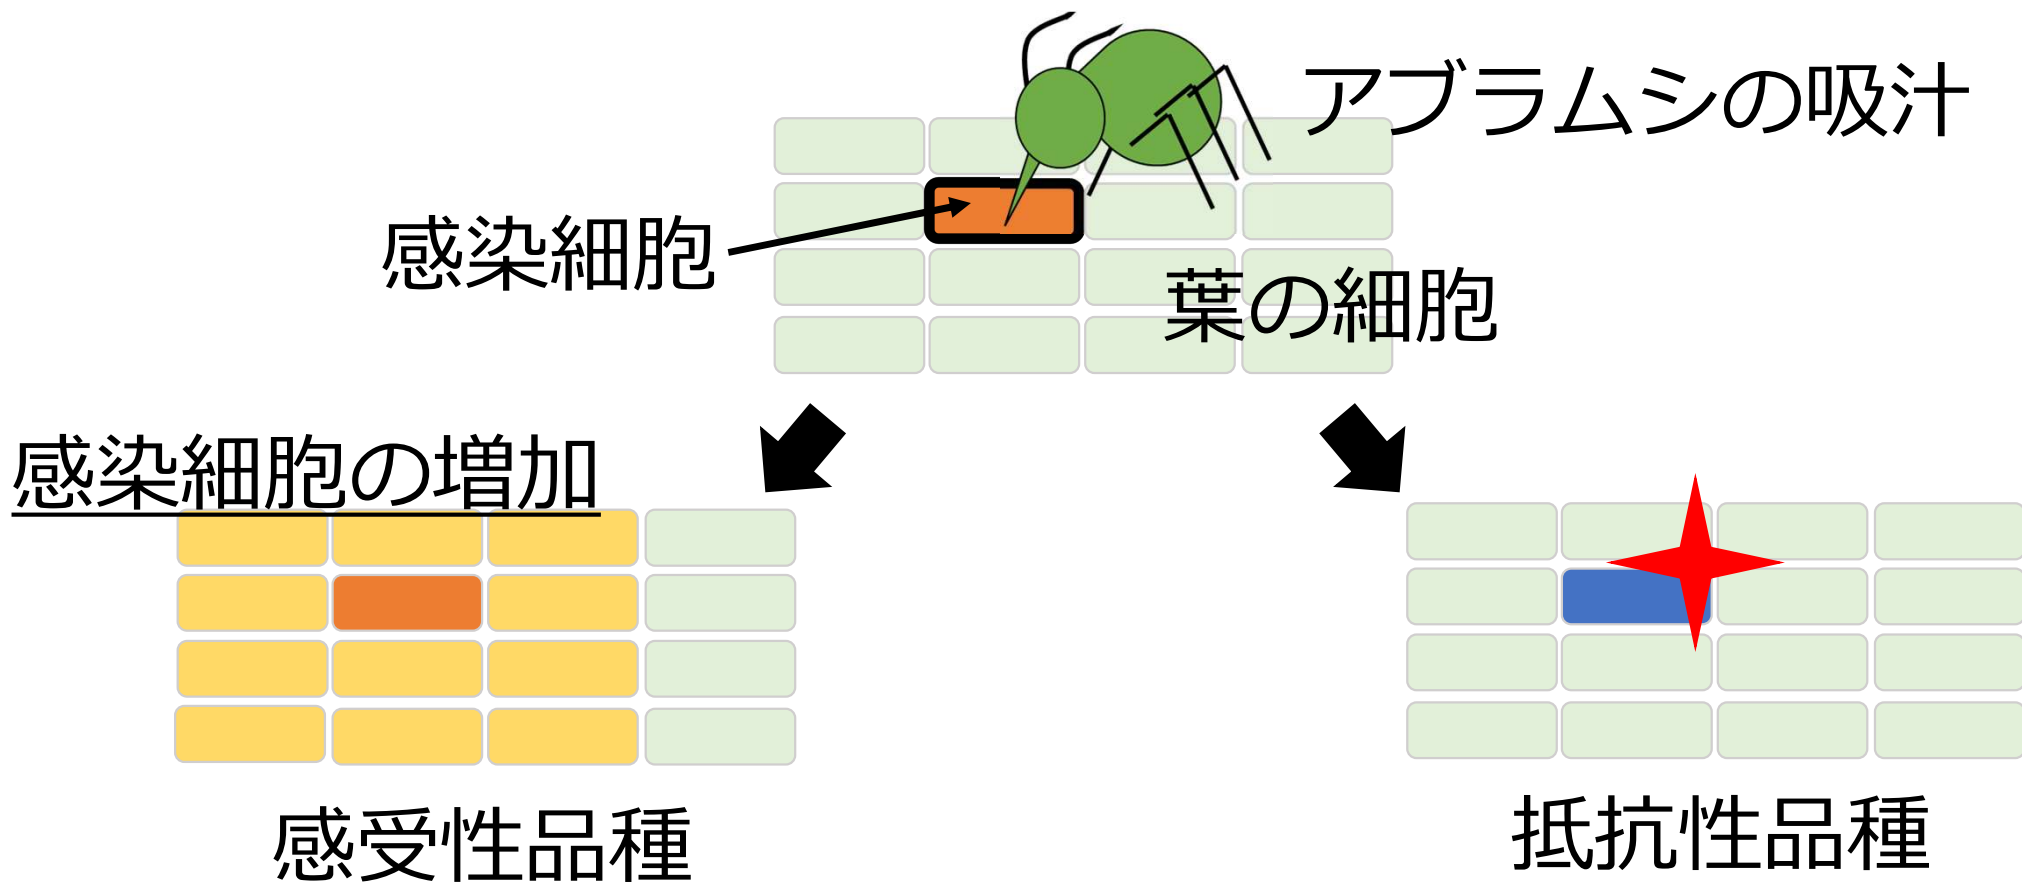 アブラムシの吸汁
感染細胞
葉の細胞
感染細胞の増加
感受性品種
抵抗性品種